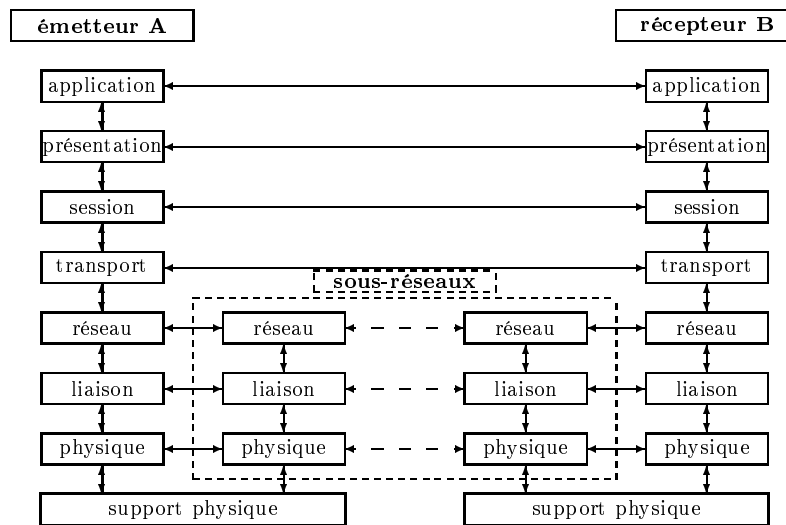 émetteur A récepteur B
application application
présentation présentation
session session
transport transport
sous-réseaux
réseau réseau réseau réseau
liaison liaison liaison liaison
physique physique physique physique
support physique support physique